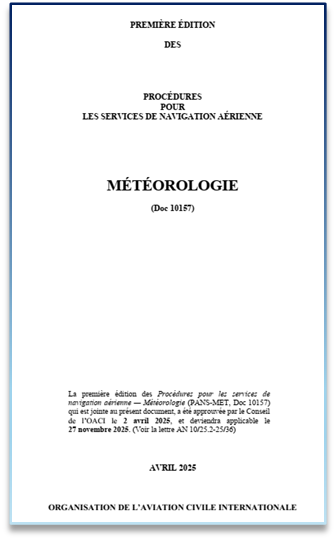 PREMIÈRE ÉDITION
DES
PROCÉDURES
POUR
LES SERVICES DE NAVIGATION AÉRIENNE
MÉTÉOROLOGIE
(Doc 10157)
La première édition des Procédures pour les services de
navigation aérienne — Météorologie (PANS-MET, Doc 10157)
qui est jointe au présent document, a été approuvée par le Conseil
de l'OACI le 2 avril 2025, et deviendra applicable le
27 novembre 2025. (Voir la lettre AN 10/25.2-25/36)
AVRIL 2025
ORGANISATION DE L'AVIATION CIVILE INTERNATIONALE